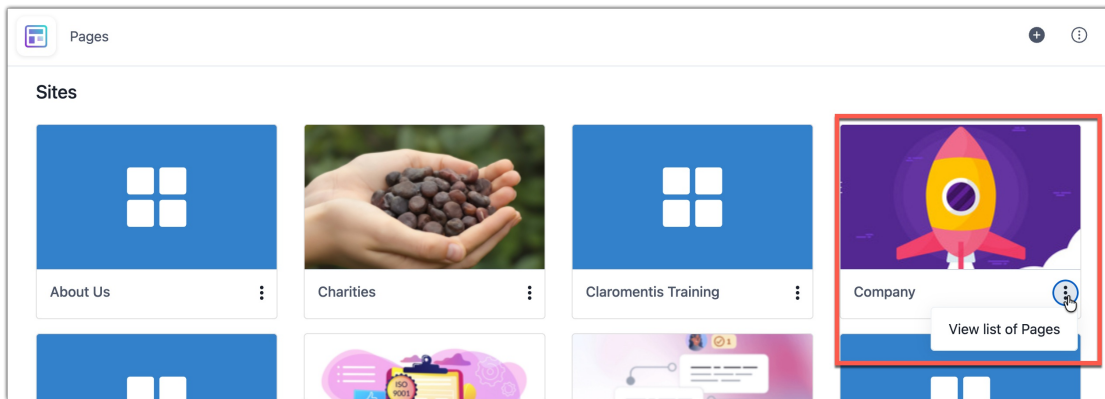 Pages
Sites
About Us
Charities
Claromentis Training
Company
View list of Pages
1
ISO
9001